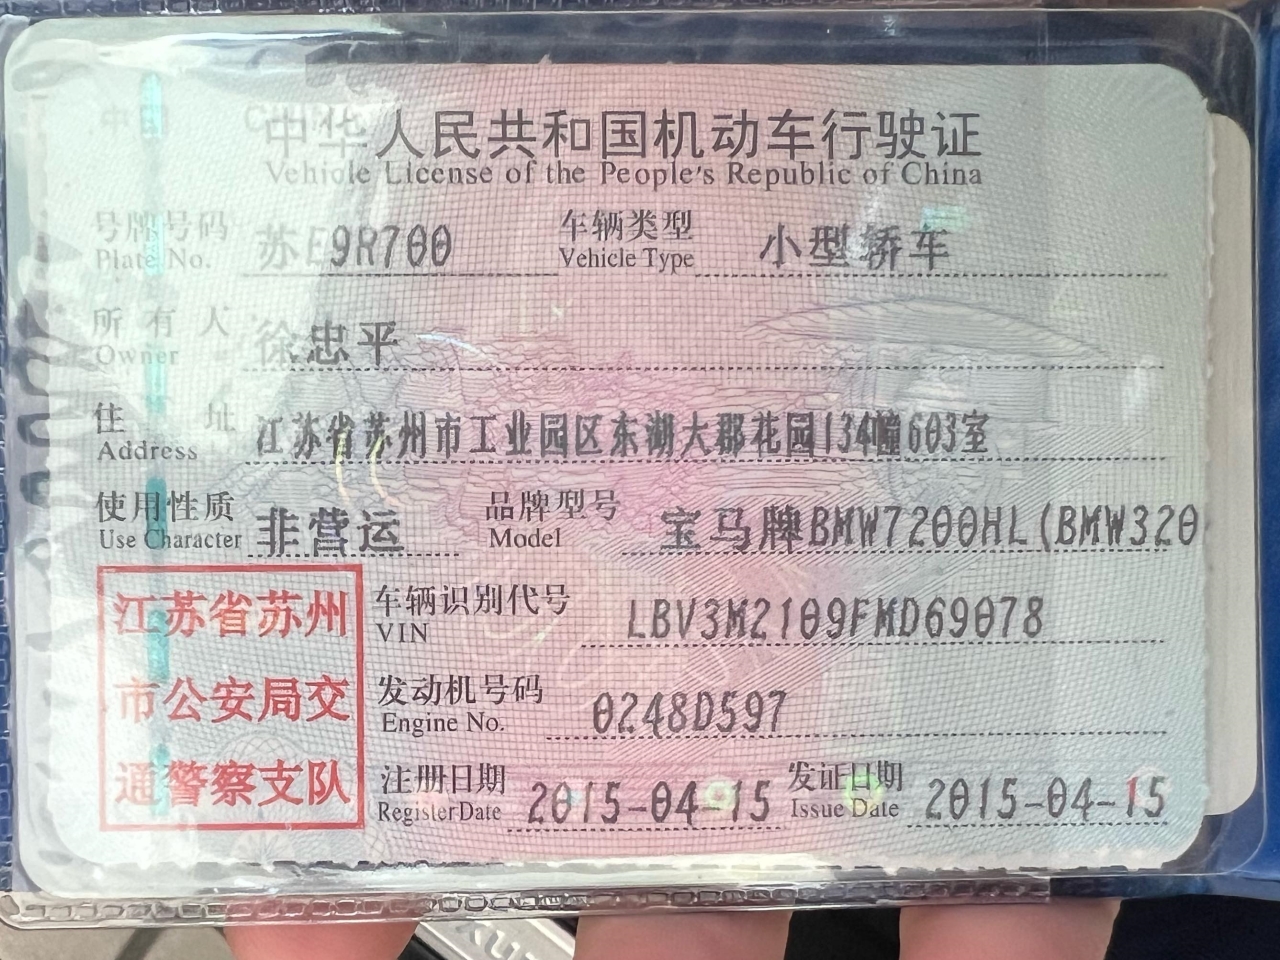 中华人民共和国机动车行驶证
Vehicle License of the People's Republic of China
号牌号码 苏E9R700 车辆类型 小型轿车
Plate No. Vehicle Type
所有人 徐忠平
Owner
住址 江苏省苏州市工业园区东湖大郡花园134幢603室
Address
使用性质 非营运 品牌型号 宝马牌BMW7200HL(BMW320
Use Character Model
江苏省苏州
市公安局交
通警察支队
车辆识别代号 LBV3M2109FMD69078
VIN
发动机号码 0248D597
Engine No.
注册日期 2015-04-15 发证日期 2015-04-15
Register Date Issue Date